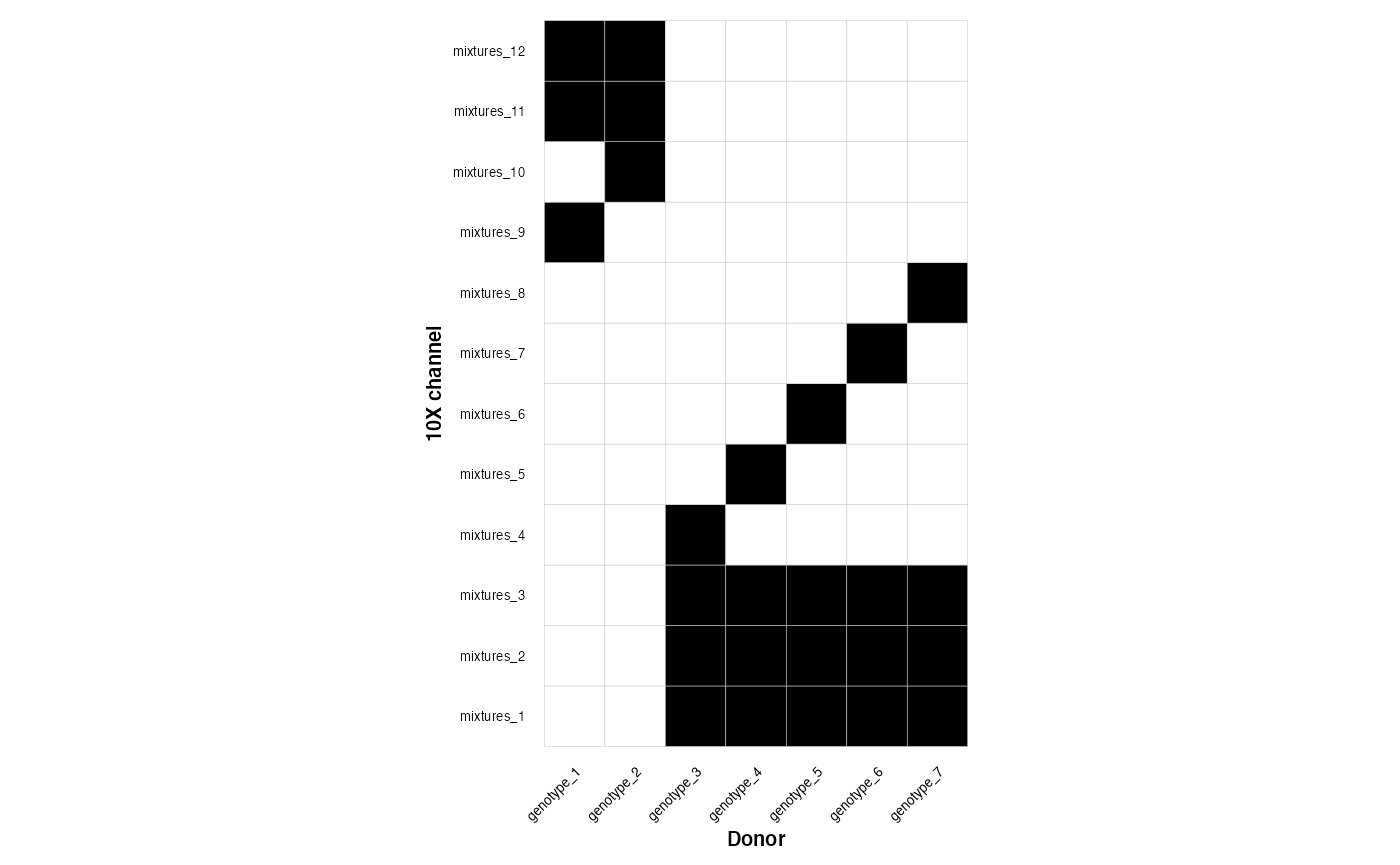 mixtures_12
mixtures_11
mixtures_10
mixtures_9
mixtures_8
mixtures_7
mixtures_6
mixtures_5
mixtures_4
mixtures_3
mixtures_2
mixtures_1
10X channel
genotype_1
genotype_2
genotype_3
genotype_4
genotype_5
genotype_6
genotype_7
Donor